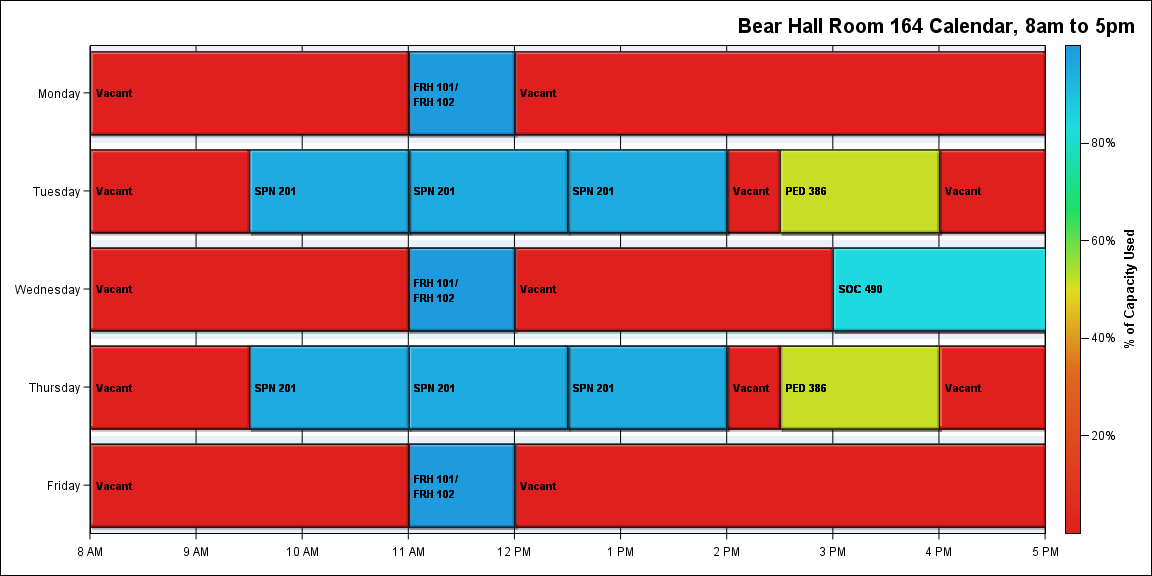 Bear Hall Room 164 Calendar, 8am to 5pm
Monday
Vacant
FRH 101/
FRH 102
Vacant
Tuesday
Vacant
SPN 201
SPN 201
SPN 201
Vacant
PED 386
Vacant
Wednesday
Vacant
FRH 101/
FRH 102
Vacant
SOC 490
Thursday
Vacant
SPN 201
SPN 201
SPN 201
Vacant
PED 386
Vacant
Friday
Vacant
FRH 101/
FRH 102
Vacant
8 AM
9 AM
10 AM
11 AM
12 PM
1 PM
2 PM
3 PM
4 PM
5 PM
80%
60%
40%
20%
% of Capacity Used